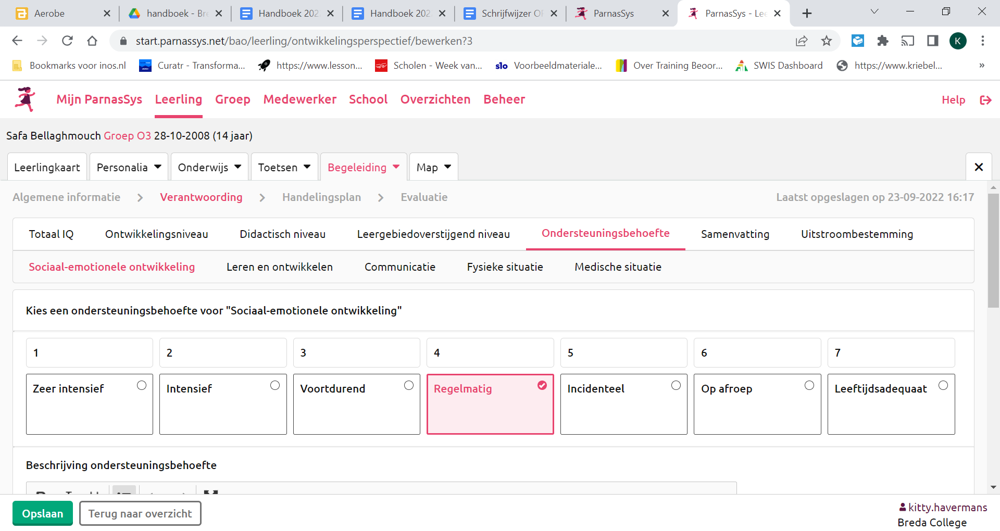 Aerobe
handboek - Bre
Handboek 202
Handboek 202
Schrijfwijzer OP
ParnasSys
ParnasSys - Lee
start.parnassys.net/bao/leerling/ontwikkelingsperspectief/bewerken?3
K
Bookmarks voor inos.nl
Curatr - Transforma...
https://www.lesson...
Scholen - Week van...
slo Voorbeeldmateriale...
Over Training Beoor...
SWIS Dashboard
https://www.kriebel...
»
Mijn ParnasSys Leerling Groep Medewerker School Overzichten Beheer
Help
Safa Bellaghmouch Groep O3 28-10-2008 (14 jaar)
Leerlingkaart Personalia Onderwijs Toetsen Begeleiding Map
Algemene informatie > Verantwoording > Handelingsplan > Evaluatie
Laatst opgeslagen op 23-09-2022 16:17
Totaal IQ Ontwikkelingsniveau Didactisch niveau Leergebiedoverstijgend niveau Ondersteuningsbehoefte Samenvatting Uitstroombestemming
Sociaal-emotionele ontwikkeling Leren en ontwikkelen Communicatie Fysieke situatie Medische situatie
Kies een ondersteuningsbehoefte voor "Sociaal-emotionele ontwikkeling"
1 2 3 4 5 6 7
Zeer intensief Intensief Voortdurend Regelmatig Incidenteel Op afroep Leeftijdsadequaat
Beschrijving ondersteuningsbehoefte
Opslaan
Terug naar overzicht
kitty.havermans
Breda College